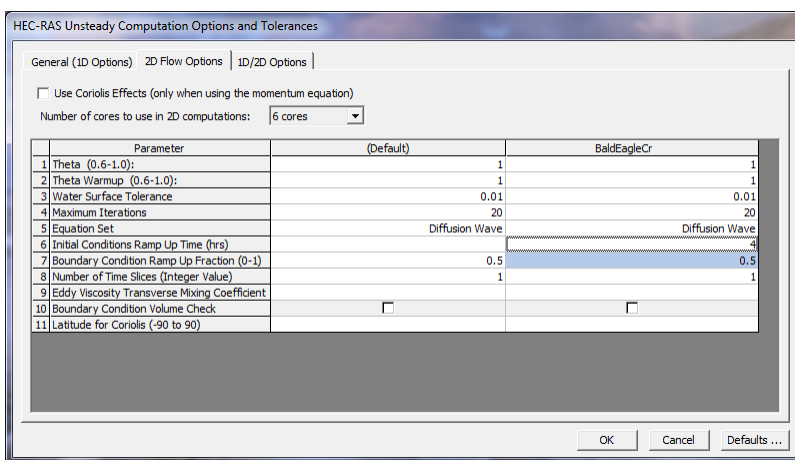 HEC-RAS Unsteady Computation Options and Tolerances
General (1D Options) 2D Flow Options 1D/2D Options
Use Coriolis Effects (only when using the momentum equation)
Number of cores to use in 2D computations: 6 cores
Parameter (Default) BaldEagleCr
1 Theta (0.6-1.0): 1 1
2 Theta Warmup (0.6-1.0): 1 1
3 Water Surface Tolerance 0.01 0.01
4 Maximum Iterations 20 20
5 Equation Set Diffusion Wave Diffusion Wave
6 Initial Conditions Ramp Up Time (hrs) 4
7 Boundary Condition Ramp Up Fraction (0-1) 0.5 0.5
8 Number of Time Slices (Integer Value) 1 1
9 Eddy Viscosity Transverse Mixing Coefficient
10 Boundary Condition Volume Check
11 Latitude for Coriolis (-90 to 90)
OK Cancel Defaults ...